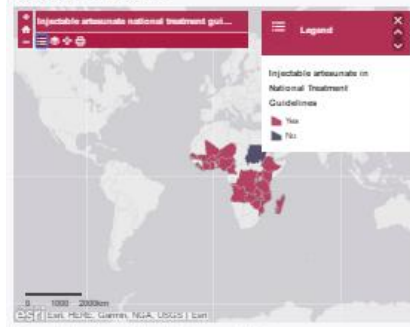 Injectable artesunate national treatment gui...
Legend
Injectable artesunate in
National Treatment
Guidelines
Yes
No
0 1000 2000km
esri Esri, HERE, Garmin, NGA, USGS | Esri